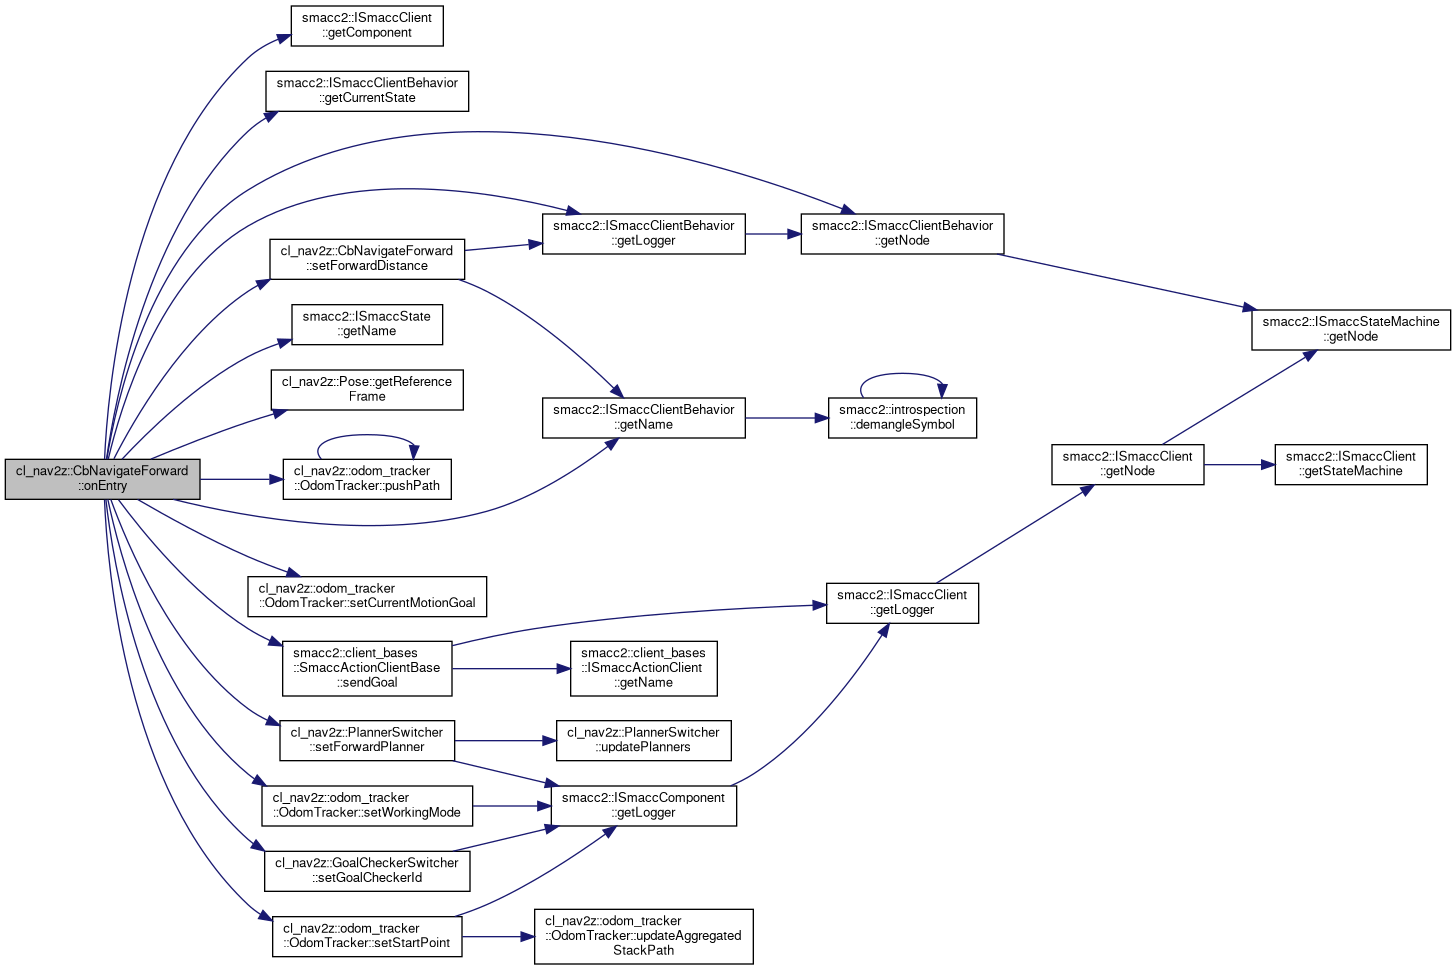 smacc2::ISmaccClient
::getComponent
smacc2::ISmaccClientBehavior
::getCurrentState
smacc2::ISmaccClientBehavior
::getLogger
smacc2::ISmaccClientBehavior
::getNode
cl_nav2z::CbNavigateForward
::setForwardDistance
smacc2::ISmaccState
::getName
smacc2::ISmaccStateMachine
::getNode
cl_nav2z::Pose::getReference
Frame
smacc2::ISmaccClientBehavior
::getName
smacc2::introspection
::demangleSymbol
cl_nav2z::CbNavigateForward
::onEntry
cl_nav2z::odom_tracker
::OdomTracker::pushPath
smacc2::ISmaccClient
::getNode
smacc2::ISmaccClient
::getStateMachine
cl_nav2z::odom_tracker
::OdomTracker::setCurrentMotionGoal
smacc2::ISmaccClient
::getLogger
smacc2::client_bases
::SmaccActionClientBase
::sendGoal
smacc2::client_bases
::ISmaccActionClient
::getName
cl_nav2z::PlannerSwitcher
::setForwardPlanner
cl_nav2z::PlannerSwitcher
::updatePlanners
cl_nav2z::odom_tracker
::OdomTracker::setWorkingMode
smacc2::ISmaccComponent
::getLogger
cl_nav2z::GoalCheckerSwitcher
::setGoalCheckerId
cl_nav2z::odom_tracker
::OdomTracker::setStartPoint
cl_nav2z::odom_tracker
::OdomTracker::updateAggregated
StackPath